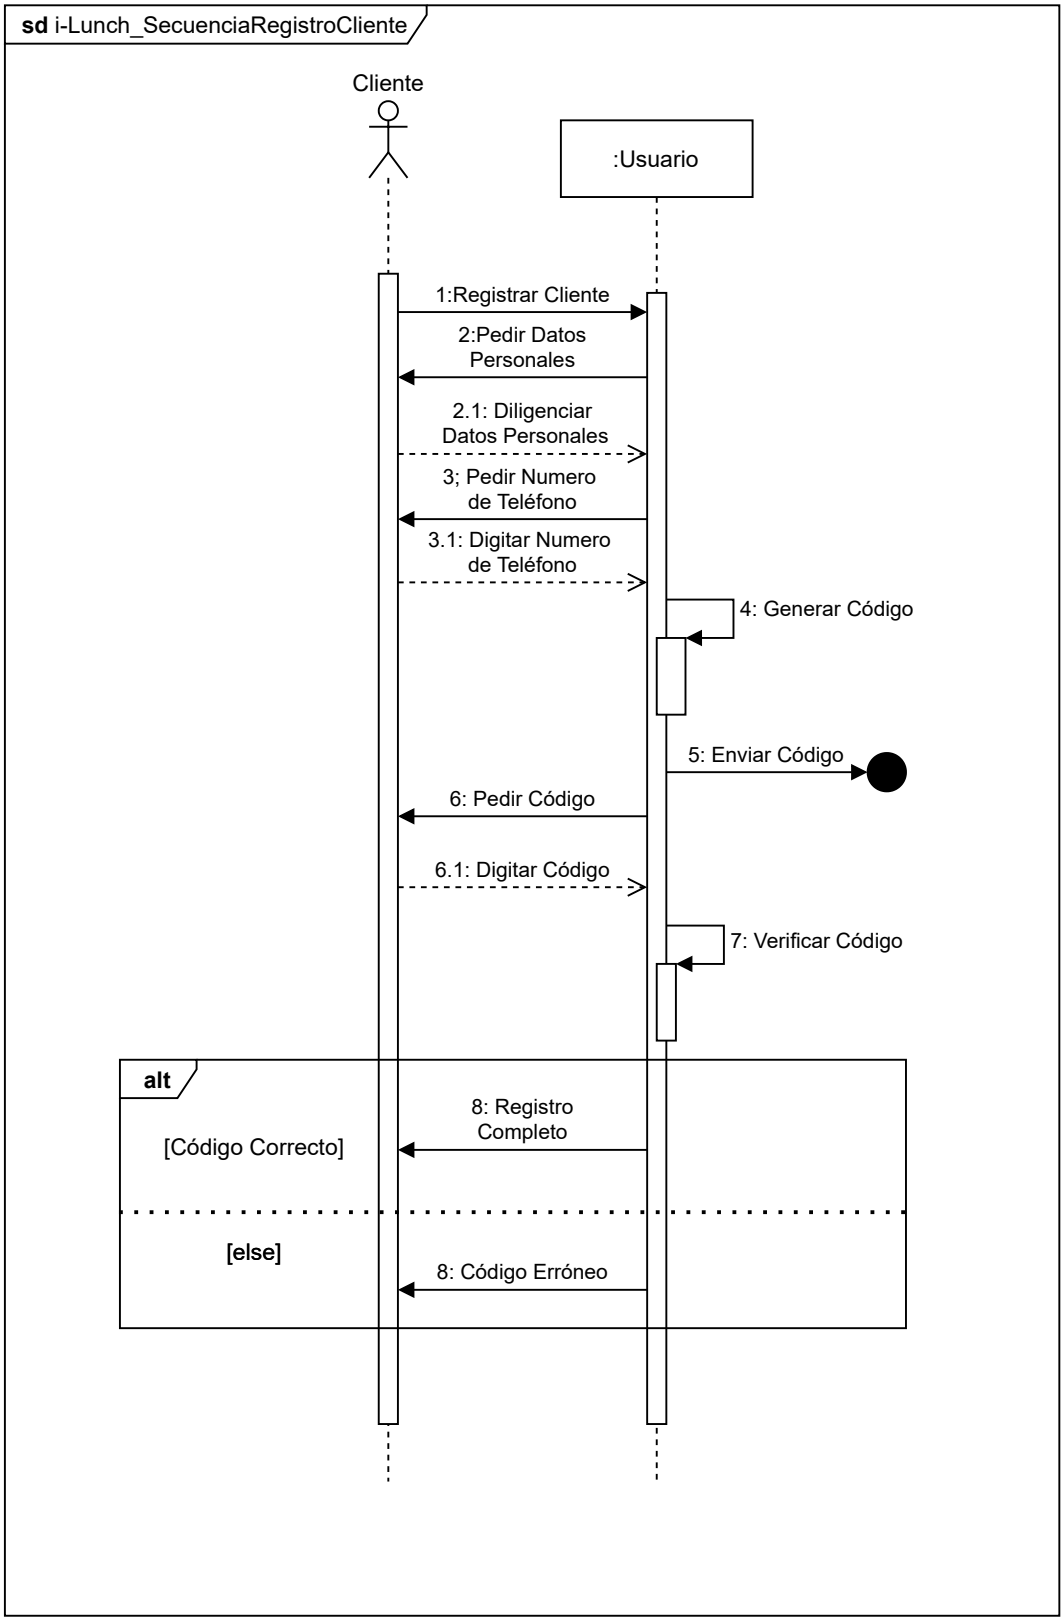 sd i-Lunch_SecuenciaRegistroCliente
Cliente
:Usuario
1:Registrar Cliente
2:Pedir Datos
Personales
2.1: Diligenciar
Datos Personales
3; Pedir Numero
de Teléfono
3.1: Digitar Numero
de Teléfono
4: Generar Código
5: Enviar Código
6: Pedir Código
6.1: Digitar Código
7: Verificar Código
alt
8: Registro
Completo
[Código Correcto]
[else]
8: Código Erróneo